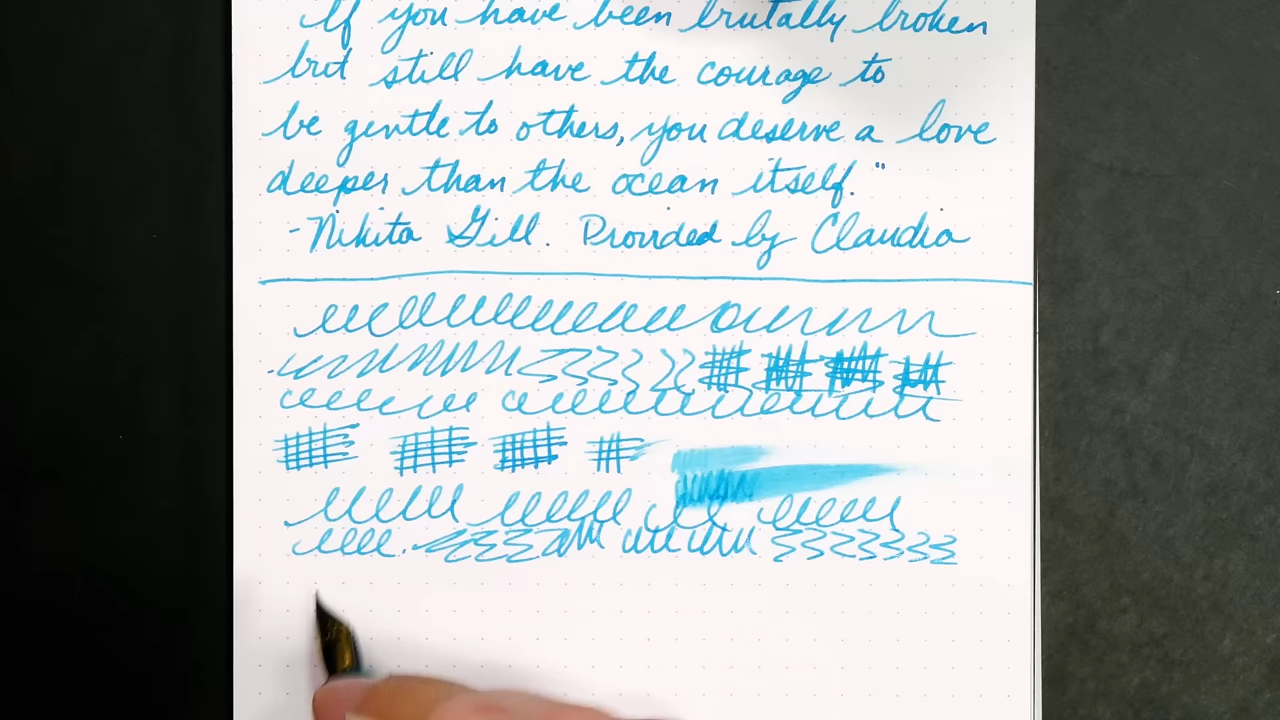 "If you have been brutally broken
but still have the courage to
be gentle to others, you deserve a love
deeper than the ocean itself."
-Nikita Gill. Provided by Claudia